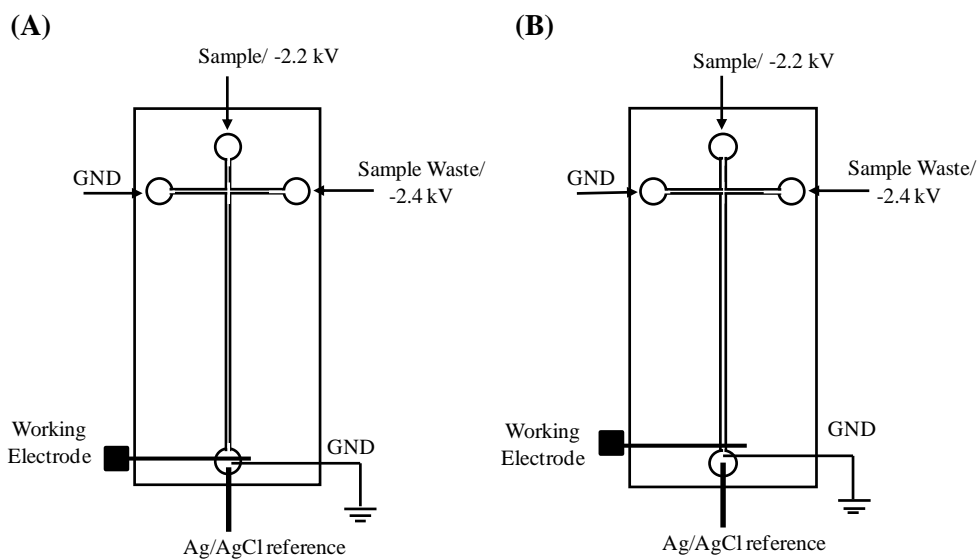 (A)
Sample/ -2.2 kV
GND
Sample Waste/
-2.4 kV
Working
Electrode
GND
Ag/AgCl reference
(B)
Sample/ -2.2 kV
GND
Sample Waste/
-2.4 kV
Working
Electrode
GND
Ag/AgCl reference